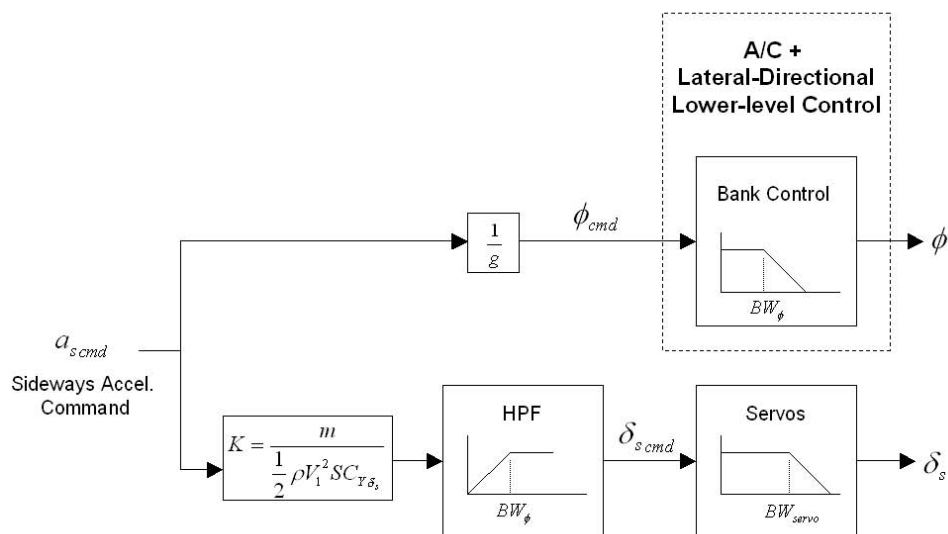 A/C +
Lateral-Directional
Lower-level Control
Bank Control
BW_ϕ
1/g
ϕ_cmd
ϕ
a_s cmd
Sideways Accel.
Command
K = m / (1/2 ρV_1^2 SC_Yδ_s)
HPF
BW_ϕ
δ_s cmd
Servos
BW_servo
δ_s